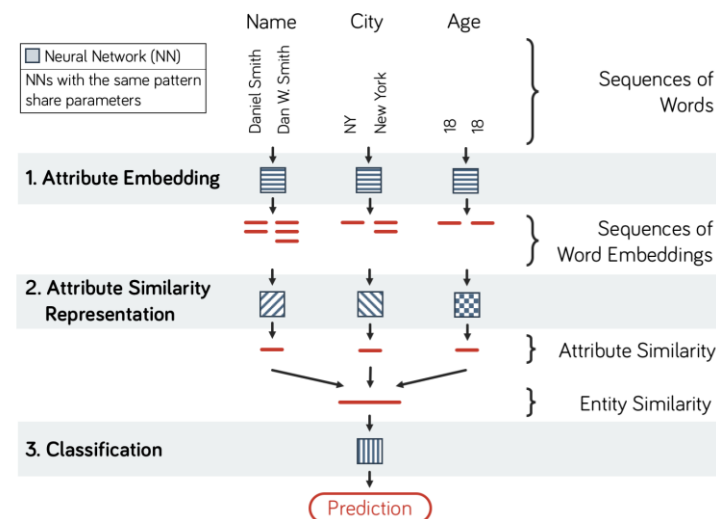 Name City Age
Neural Network (NN)
NNs with the same pattern
share parameters
Daniel Smith
Dan W. Smith
NY
New York
18
18
Sequences of
Words
1. Attribute Embedding
Sequences of
Word Embeddings
2. Attribute Similarity
Representation
Attribute Similarity
Entity Similarity
3. Classification
Prediction